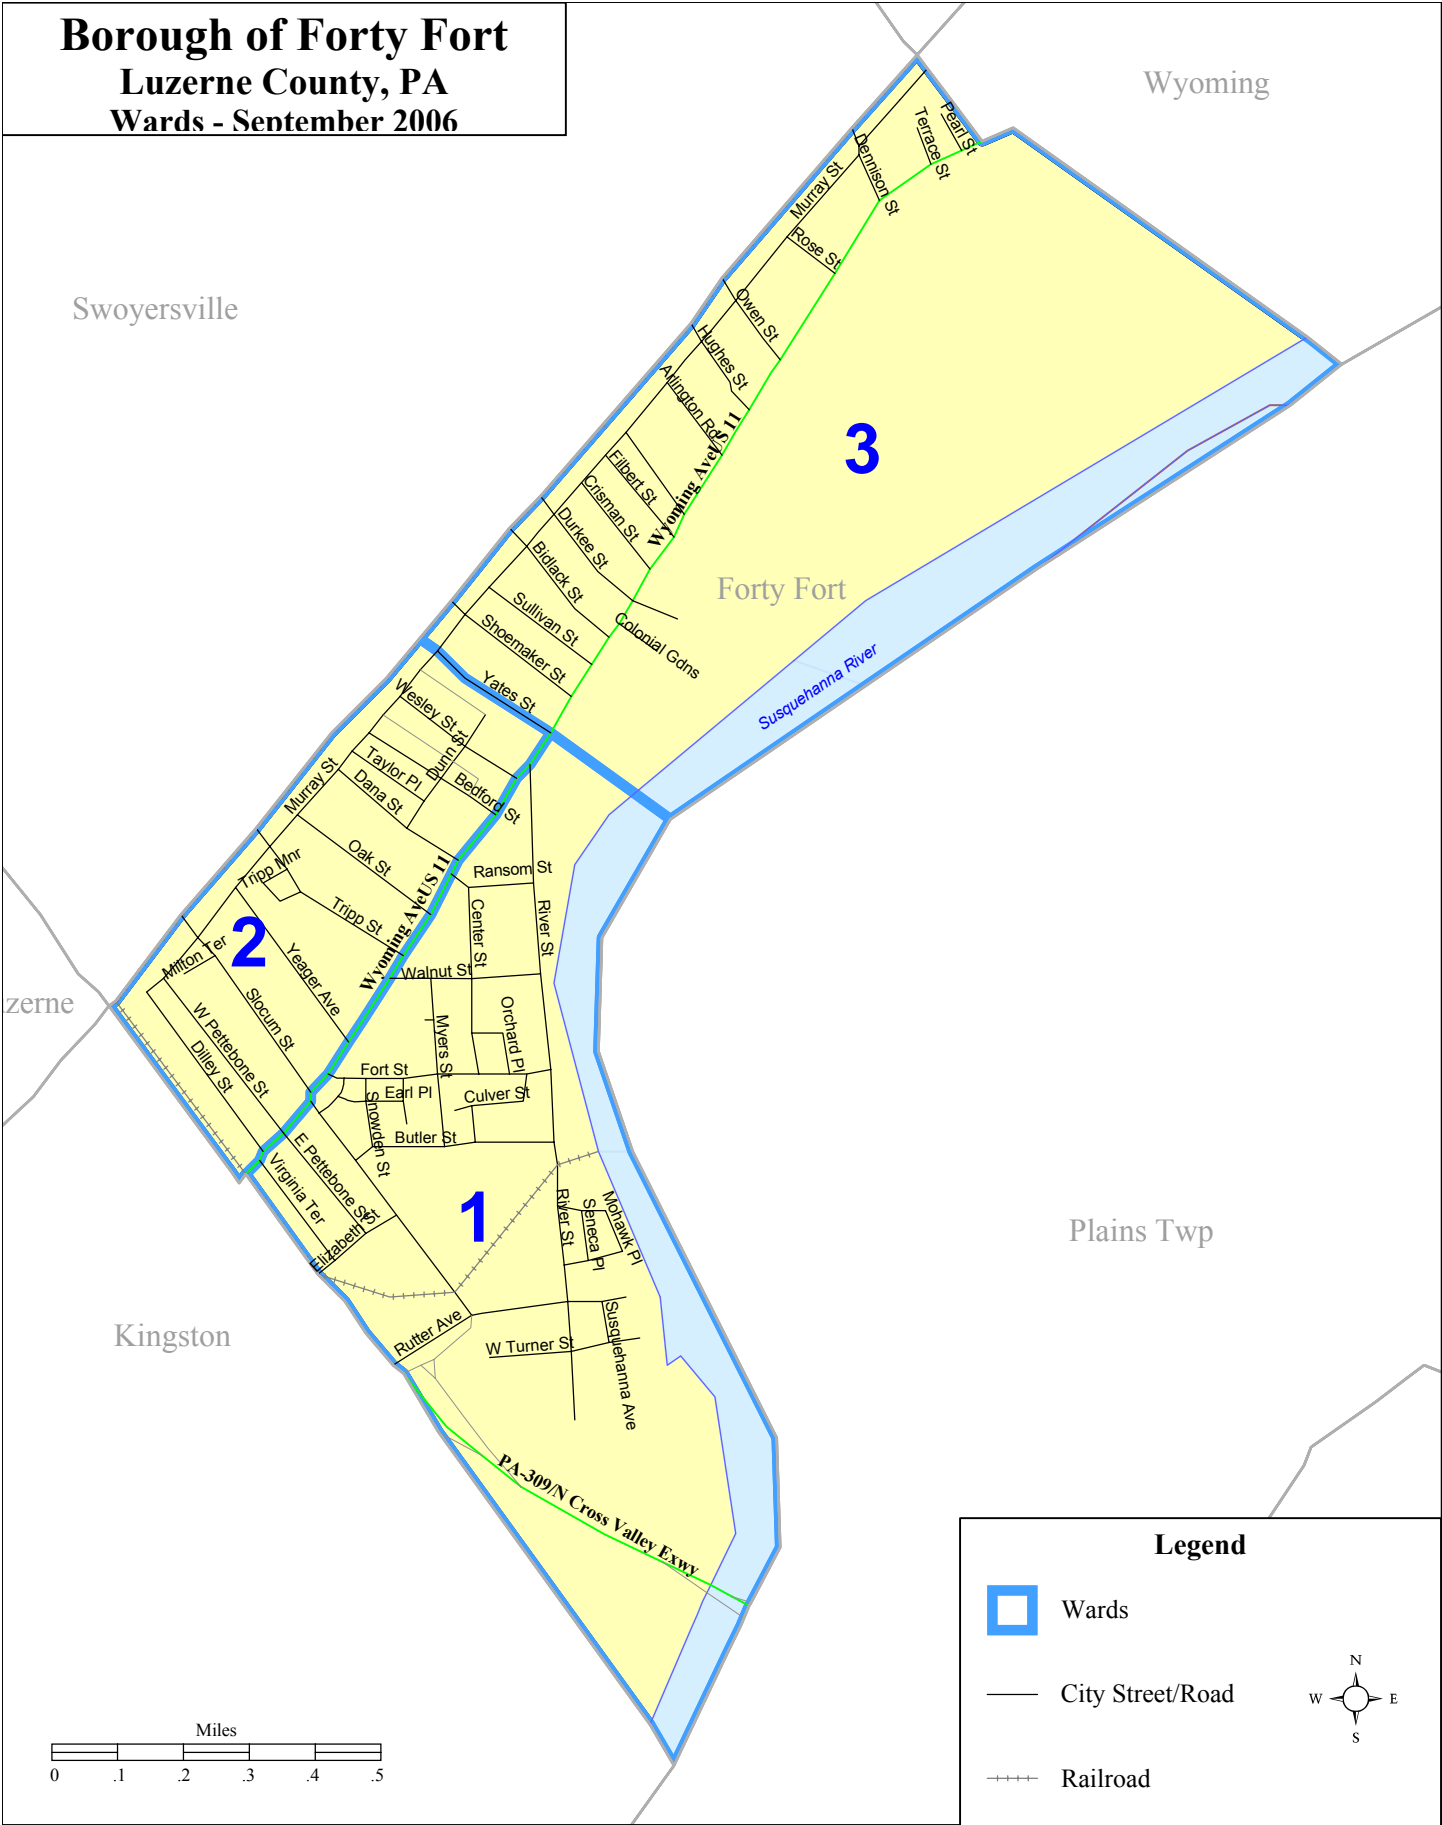 Borough of Forty Fort
Luzerne County, PA
Wards - September 2006
Wyoming
Pearl St
Terrace St
Dennison St
Murray St
Rose St
Swoyersville
Owen St
Hughes St
Arlington Rd
Wyoming Ave
US 11
3
Filbert St
Crisman St
Durkee St
Bidlack St
Forty Fort
Sullivan St
Colonial Gdns
Shoemaker St
Susquehanna River
Yates St
Wesley St
Dunn St
Taylor Pl
Bedford St
Dana St
Murray St
Oak St
Tripp Mnr
Ransom St
Wyoming Ave
US 11
Tripp St
Center St
River St
2
Milton Ter
Yeager Ave
Walnut St
zerne
Slocum St
W Pettebone St
Orchard Pl
Myers St
Dilley St
Fort St
Earl Pl
Culver St
Snowden St
Butler St
E Pettebone St
Virginia Ter
1
River St
Seneca Pl
Mohawk Pl
Elizabeth St
Plains Twp
Kingston
Rutter Ave
W Turner St
Susquehanna Ave
PA-309/N Cross Valley Exwy
Legend
Wards
City Street/Road
Railroad
N
W
E
S
Miles
0 .1 .2 .3 .4 .5